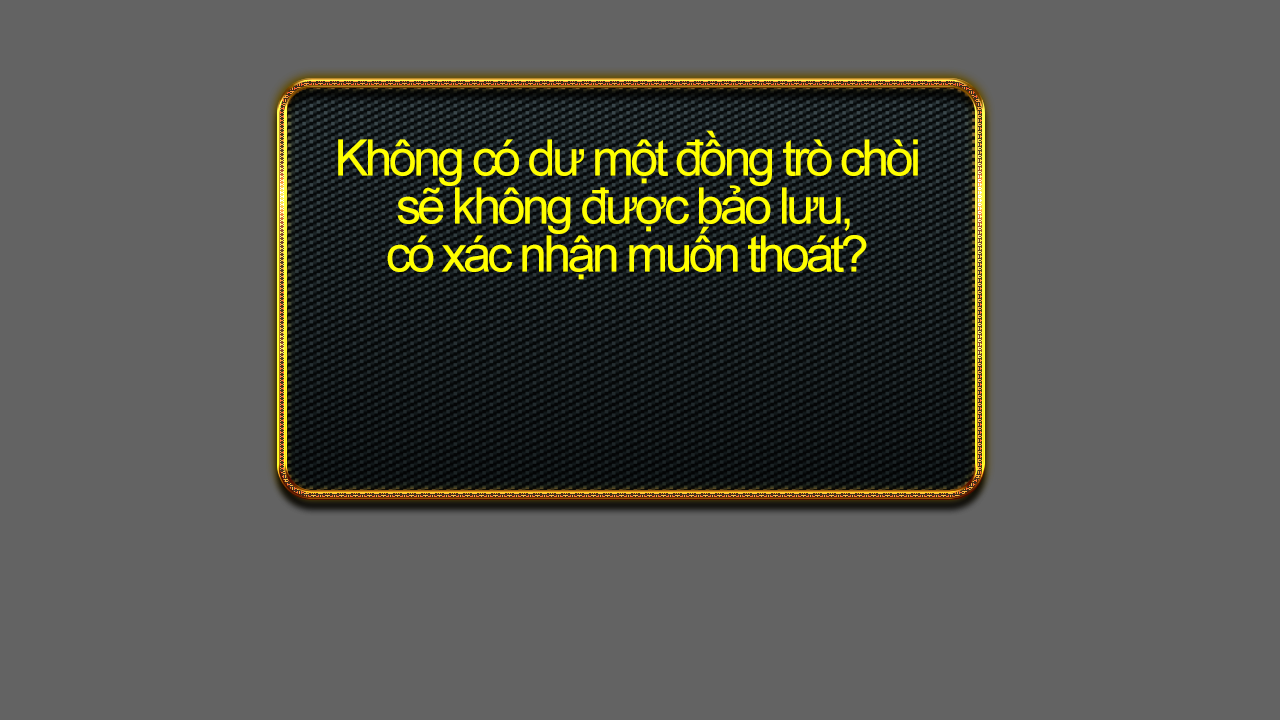 Không có dư một đồng trò chòi
sẽ không được bảo lưu,
có xác nhận muốn thoát?